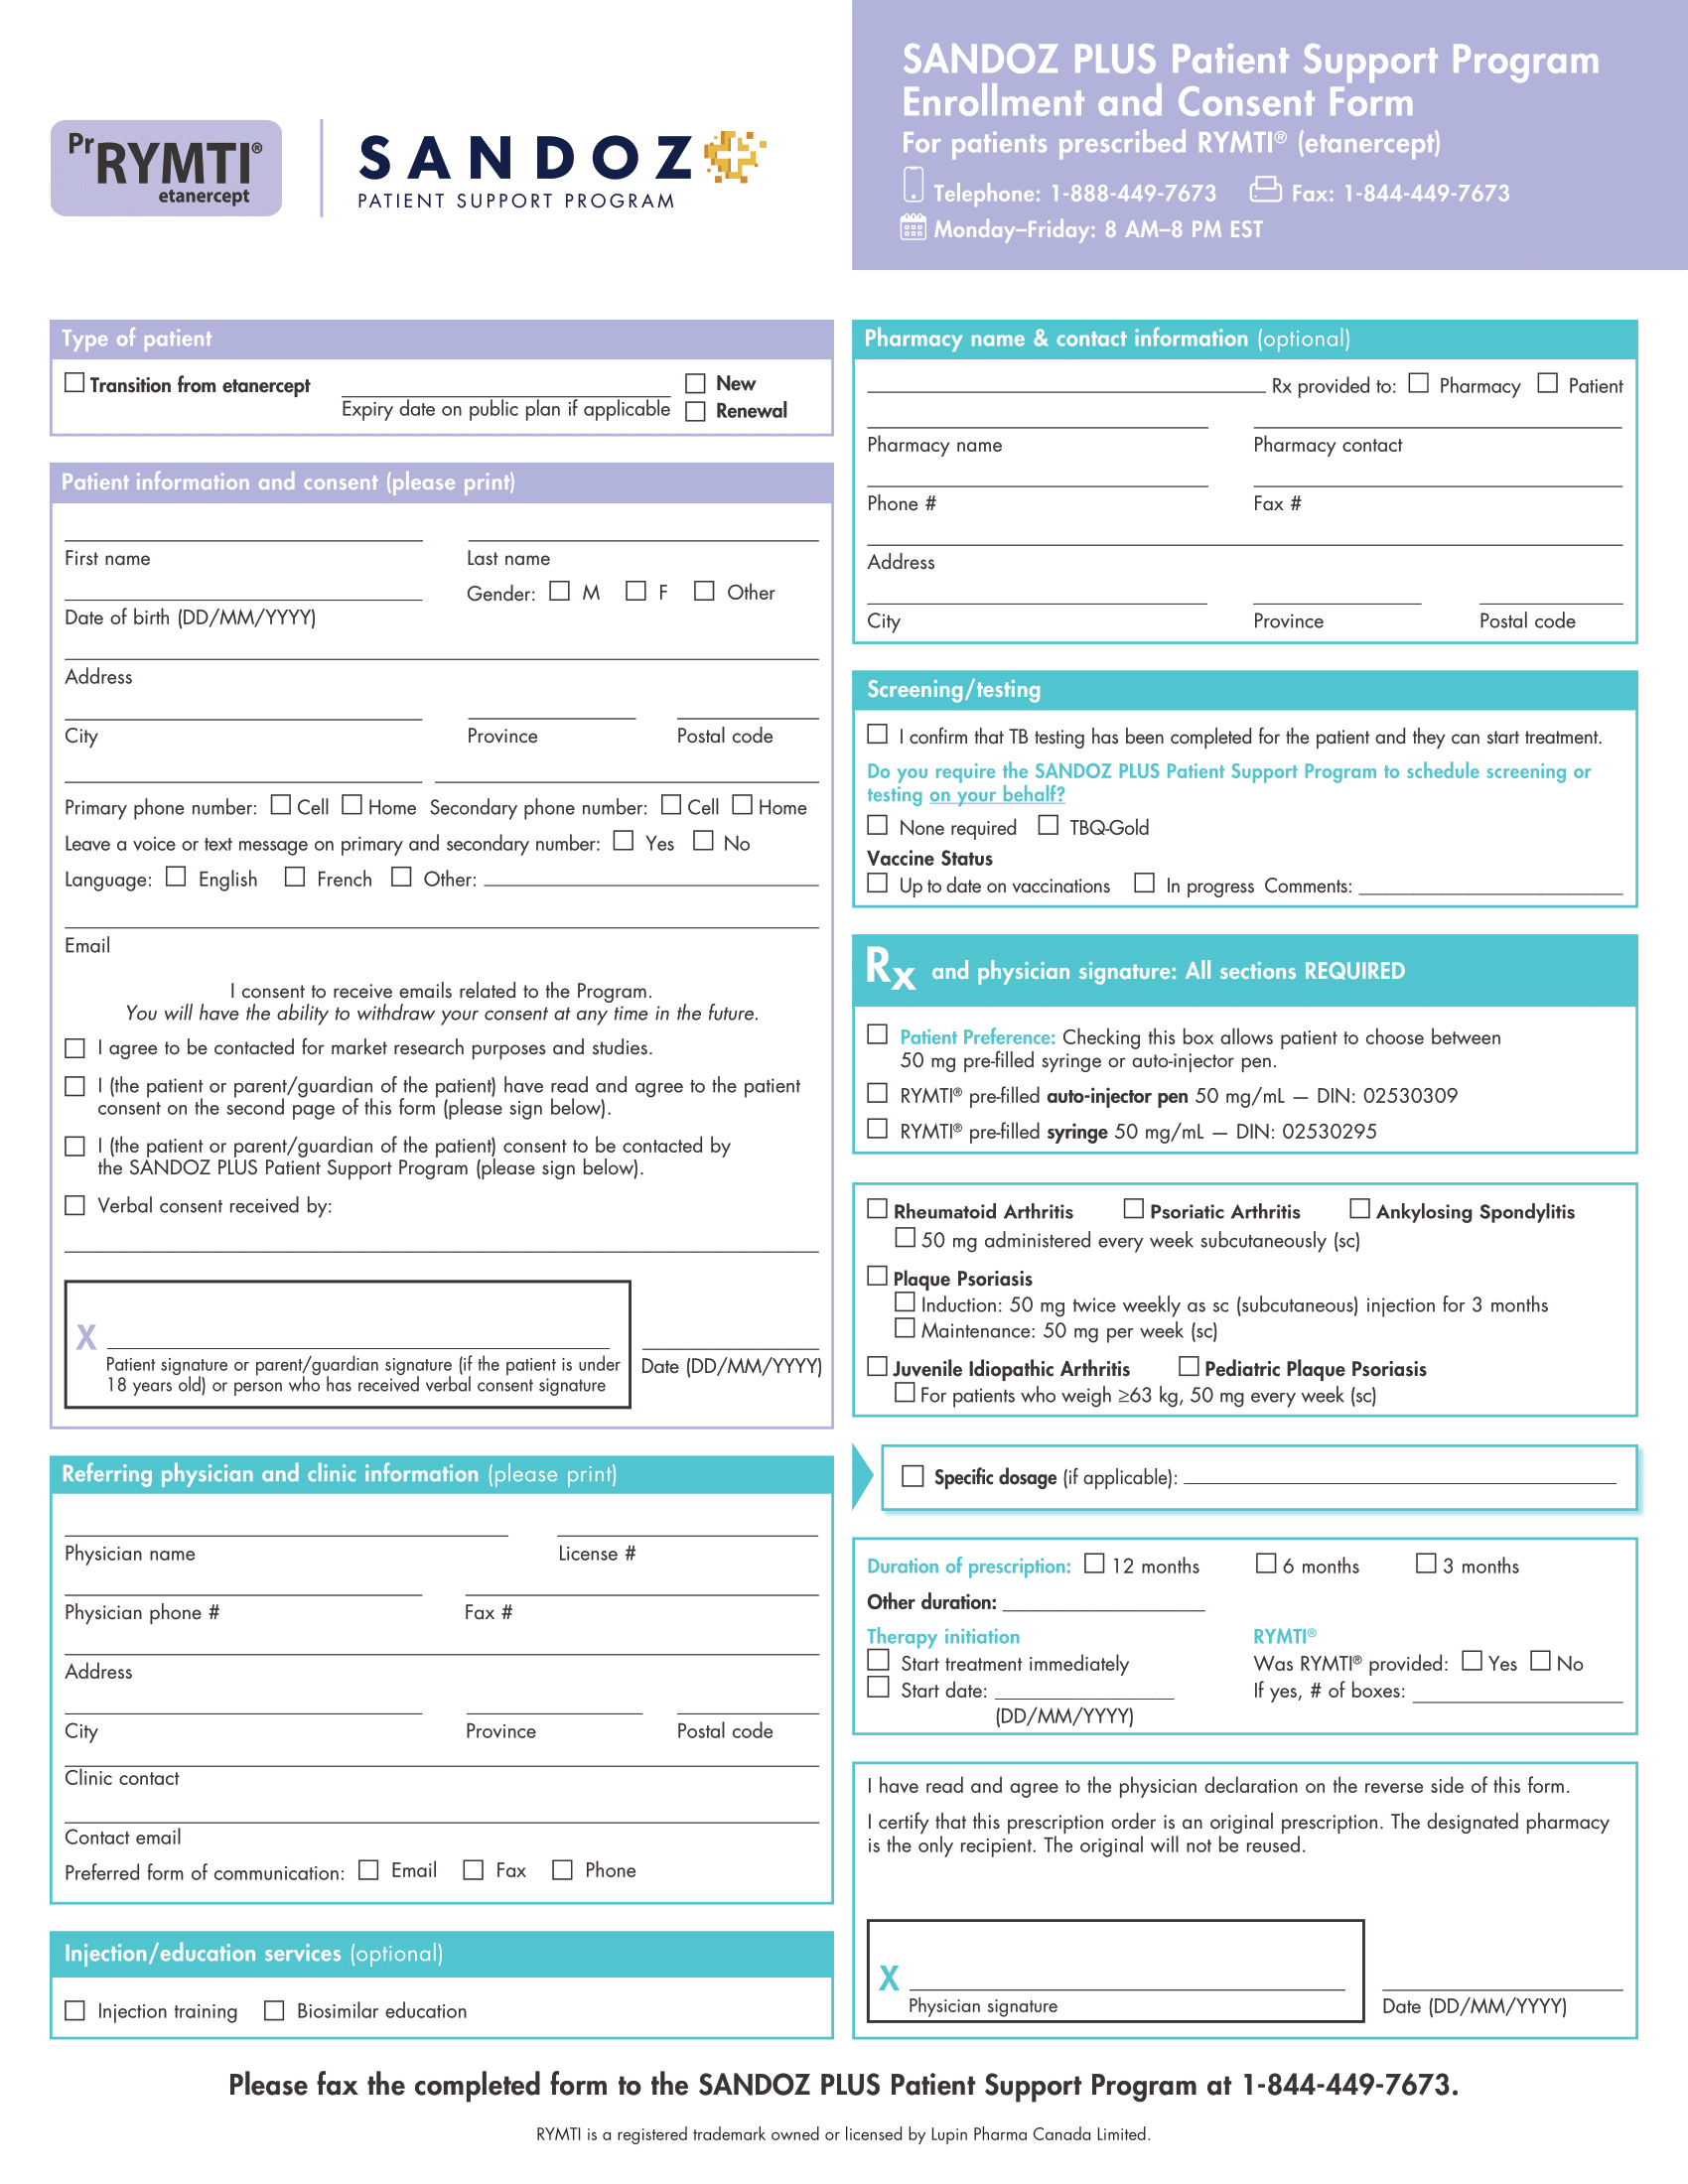 PrRYMTI®
etanercept
SANDOZ
PATIENT SUPPORT PROGRAM
SANDOZ PLUS Patient Support Program
Enrollment and Consent Form
For patients prescribed RYMTI® (etanercept)
Telephone: 1-888-449-7673 Fax: 1-844-449-7673
Monday–Friday: 8 AM–8 PM EST
Type of patient
Transition from etanercept
Expiry date on public plan if applicable
New
Renewal
Patient information and consent (please print)
First name Last name
Gender: M F Other
Date of birth (DD/MM/YYYY)
Address
City Province Postal code
Primary phone number: Cell Home Secondary phone number: Cell Home
Leave a voice or text message on primary and secondary number: Yes No
Language: English French Other:
Email
I consent to receive emails related to the Program.
You will have the ability to withdraw your consent at any time in the future.
I agree to be contacted for market research purposes and studies.
I (the patient or parent/guardian of the patient) have read and agree to the patient
consent on the second page of this form (please sign below).
I (the patient or parent/guardian of the patient) consent to be contacted by
the SANDOZ PLUS Patient Support Program (please sign below).
Verbal consent received by:
X
Patient signature or parent/guardian signature (if the patient is under
18 years old) or person who has received verbal consent signature
Date (DD/MM/YYYY)
Referring physician and clinic information (please print)
Physician name License #
Physician phone # Fax #
Address
City Province Postal code
Clinic contact
Contact email
Preferred form of communication: Email Fax Phone
Injection/education services (optional)
Injection training Biosimilar education
Pharmacy name & contact information (optional)
Rx provided to: Pharmacy Patient
Pharmacy name Pharmacy contact
Phone # Fax #
Address
City Province Postal code
Screening/testing
I confirm that TB testing has been completed for the patient and they can start treatment.
Do you require the SANDOZ PLUS Patient Support Program to schedule screening or
testing on your behalf?
None required TBQ-Gold
Vaccine Status
Up to date on vaccinations In progress Comments:
Rx and physician signature: All sections REQUIRED
Patient Preference: Checking this box allows patient to choose between
50 mg pre-filled syringe or auto-injector pen.
RYMTI® pre-filled auto-injector pen 50 mg/mL — DIN: 02530309
RYMTI® pre-filled syringe 50 mg/mL — DIN: 02530295
Rheumatoid Arthritis Psoriatic Arthritis Ankylosing Spondylitis
50 mg administered every week subcutaneously (sc)
Plaque Psoriasis
Induction: 50 mg twice weekly as sc (subcutaneous) injection for 3 months
Maintenance: 50 mg per week (sc)
Juvenile Idiopathic Arthritis Pediatric Plaque Psoriasis
For patients who weigh ≥63 kg, 50 mg every week (sc)
Specific dosage (if applicable):
Duration of prescription: 12 months 6 months 3 months
Other duration:
Therapy initiation
Start treatment immediately
Start date:
(DD/MM/YYYY)
RYMTI®
Was RYMTI® provided: Yes No
If yes, # of boxes:
I have read and agree to the physician declaration on the reverse side of this form.
I certify that this prescription order is an original prescription. The designated pharmacy
is the only recipient. The original will not be reused.
X
Physician signature Date (DD/MM/YYYY)
Please fax the completed form to the SANDOZ PLUS Patient Support Program at 1-844-449-7673.
RYMTI is a registered trademark owned or licensed by Lupin Pharma Canada Limited.